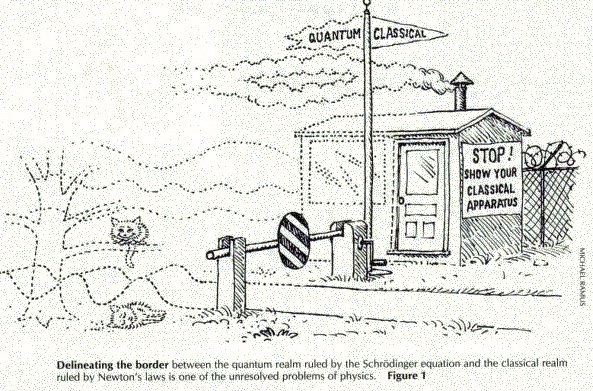 QUANTUM CLASSICAL
STOP!
SHOW YOUR
CLASSICAL
APPARATUS
MICHAEL RAMUS
Delineating the border between the quantum realm ruled by the Schrödinger equation and the classical realm
ruled by Newton's laws is one of the unresolved problems of physics. Figure 1